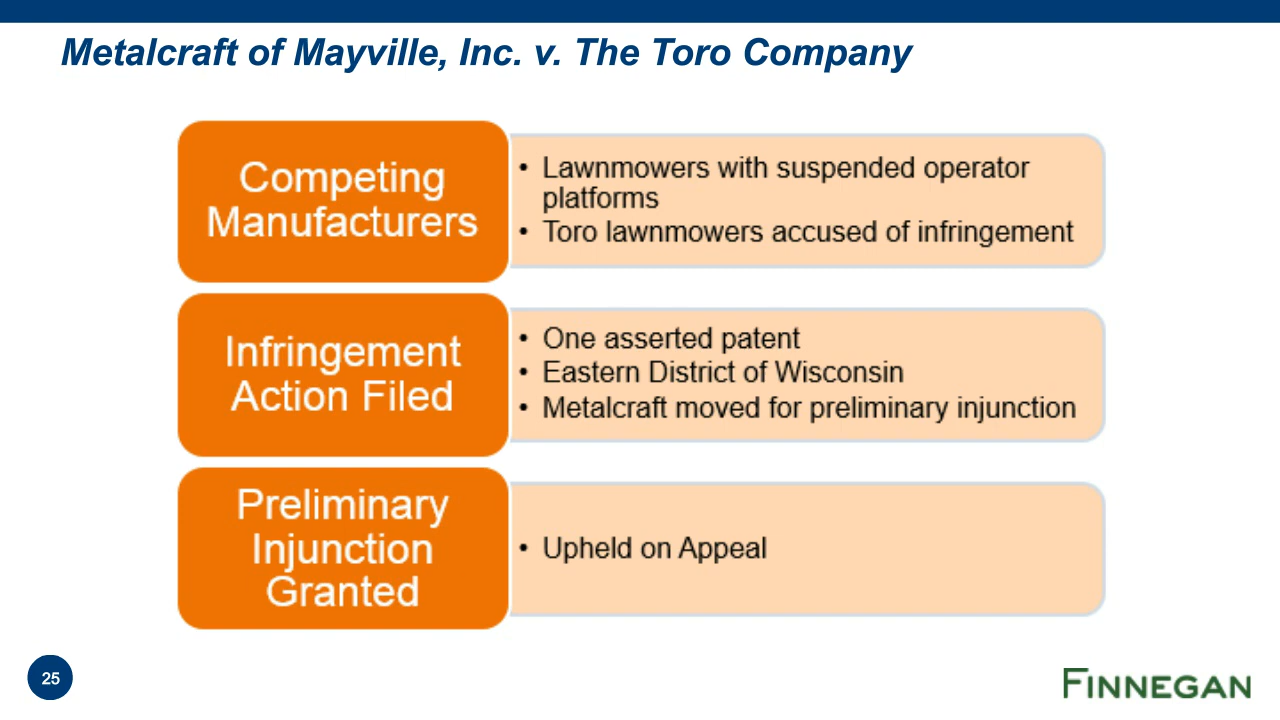 Metalcraft of Mayville, Inc. v. The Toro Company
Competing
Manufacturers
• Lawnmowers with suspended operator
platforms
• Toro lawnmowers accused of infringement
Infringement
Action Filed
• One asserted patent
• Eastern District of Wisconsin
• Metalcraft moved for preliminary injunction
Preliminary
Injunction
Granted
• Upheld on Appeal
25
FINNEGAN